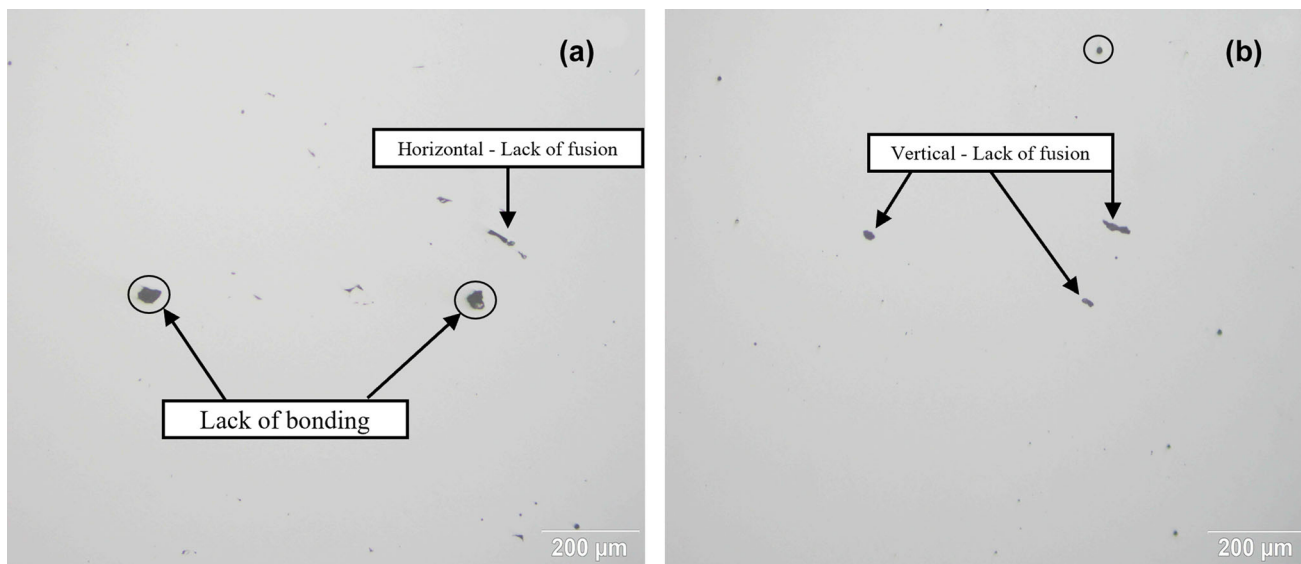 (a)
Horizontal - Lack of fusion
Lack of bonding
200 µm
(b)
Vertical - Lack of fusion
200 µm